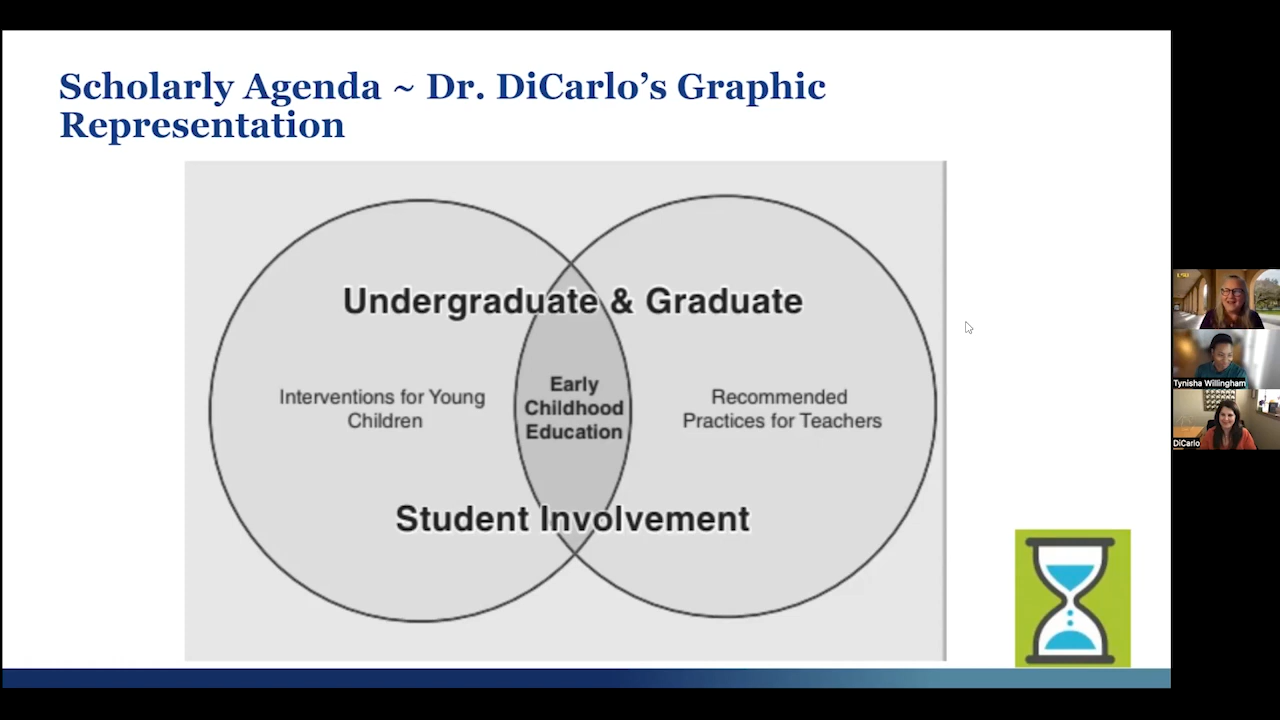 Scholarly Agenda ~ Dr. DiCarlo's Graphic
Representation
Undergraduate & Graduate
Interventions for Young
Children
Early
Childhood
Education
Recommended
Practices for Teachers
Student Involvement
LSU
Tynisha Willingham
DiCarlo